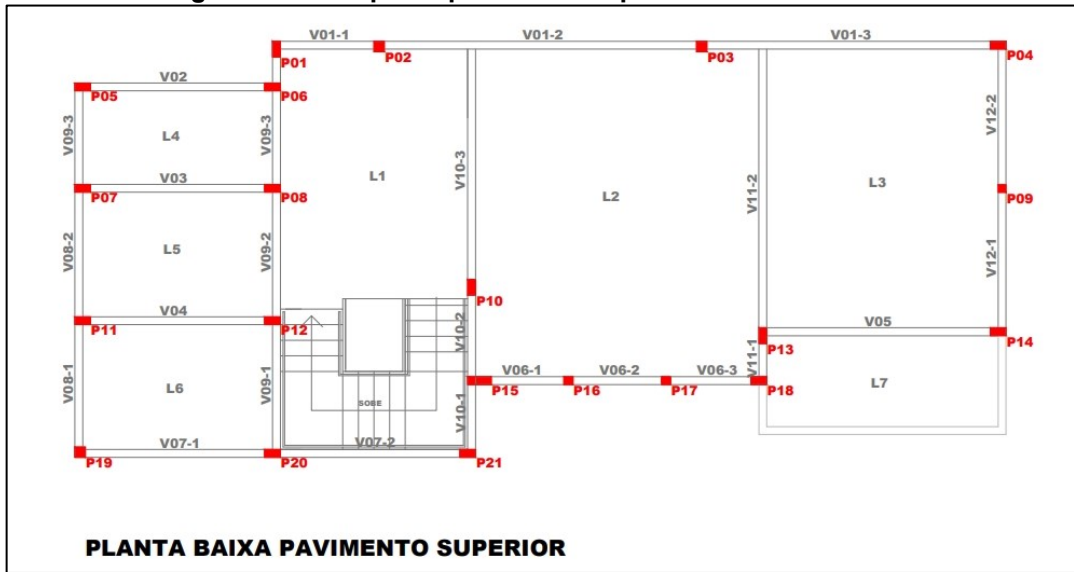 V01-1
V01-2
V01-3
P01
P02
P03
P04
V02
P05
P06
V09-3
L4
V09-3
V12-2
V03
P07
P08
L1
V10-3
L2
V11-2
L3
P09
V08-2
L5
V09-2
V12-1
V04
P10
P11
P12
V10-2
V05
P13
P14
V08-1
L6
V09-1
SOBE
V06-1
V06-2
V06-3
V11-1
P15
P16
P17
P18
L7
V10-1
V07-1
V07-2
P19
P20
P21
PLANTA BAIXA PAVIMENTO SUPERIOR